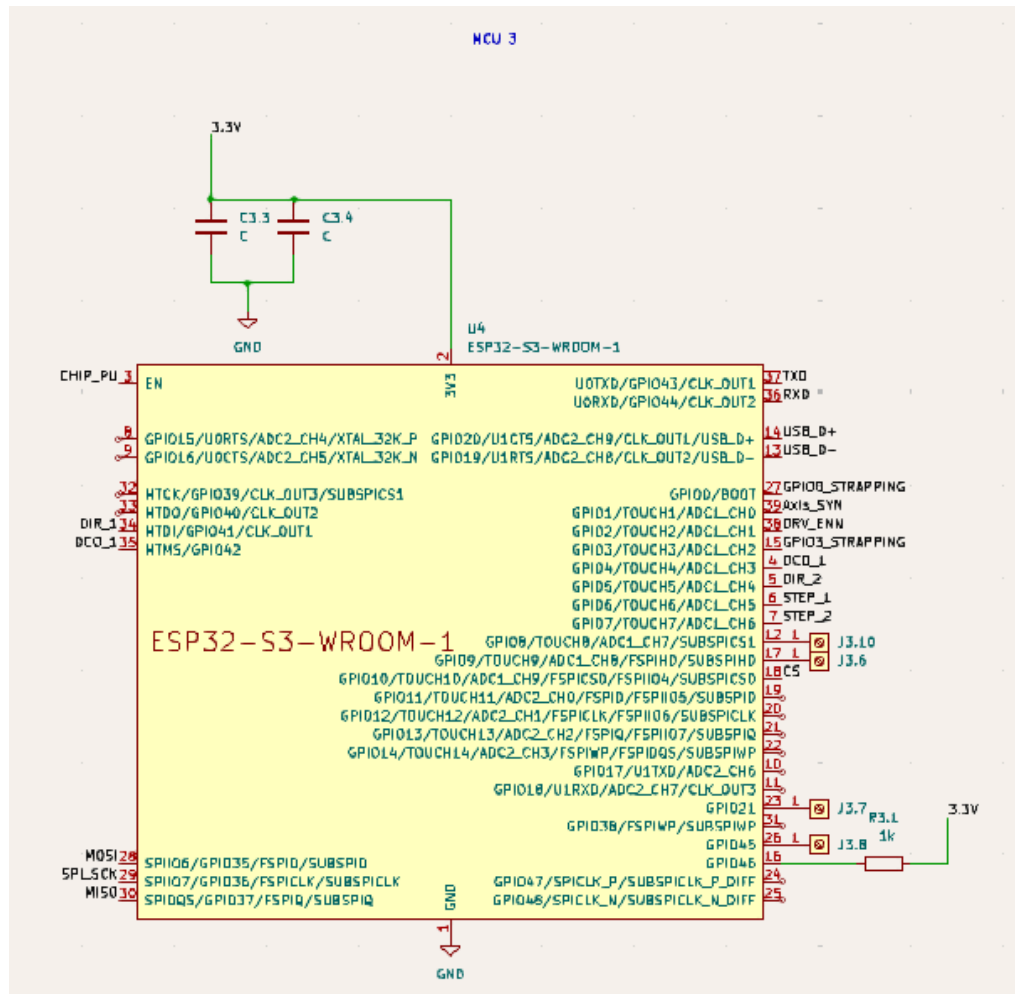 MCU 3
3.3V
C3.3
C
C3.4
C
GND
U4
ESP32-S3-WROOM-1
2
3V3
CHIP_PU 3 EN
8 GPIO15/U0RTS/ADC2_CH4/XTAL_32K_P
9 GPIO16/U0CTS/ADC2_CH5/XTAL_32K_N
32 MTCK/GPIO39/CLK_OUT3/SUBSPICS1
33 MTDO/GPIO40/CLK_OUT2
DIR_1 34 MTDI/GPIO41/CLK_OUT1
DCO_1 35 MTMS/GPIO42
ESP32-S3-WROOM-1
MOSI 28 SPIIO6/GPIO35/FSPID/SUBSPID
SPI_SCK 29 SPIIO7/GPIO36/FSPICLK/SUBSPICLK
MISO 30 SPIDQS/GPIO37/FSPIQ/SUBSPIQ
U0TXD/GPIO43/CLK_OUT1 37 TXD
U0RXD/GPIO44/CLK_OUT2 36 RXD
GPIO20/U1CTS/ADC2_CH9/CLK_OUT1/USB_D+ 14 USB_D+
GPIO19/U1RTS/ADC2_CH8/CLK_OUT2/USB_D- 13 USB_D-
GPIO0/BOOT 27 GPIO0_STRAPPING
GPIO1/TOUCH1/ADC1_CH0 39 Axis_SYN
GPIO2/TOUCH2/ADC1_CH1 38 DRV_ENN
GPIO3/TOUCH3/ADC1_CH2 15 GPIO3_STRAPPING
GPIO4/TOUCH4/ADC1_CH3 4 DCO_1
GPIO5/TOUCH5/ADC1_CH4 5 DIR_2
GPIO6/TOUCH6/ADC1_CH5 6 STEP_1
GPIO7/TOUCH7/ADC1_CH6 7 STEP_2
GPIO8/TOUCH8/ADC1_CH7/SUBSPICS1 12 1 J3.10
GPIO9/TOUCH9/ADC1_CH8/FSPIHD/SUBSPIHD 17 1 J3.6
GPIO10/TOUCH10/ADC1_CH9/FSPICS0/FSPIIO4/SUBSPICS0 18 CS
GPIO11/TOUCH11/ADC2_CH0/FSPID/FSPIIO5/SUBSPID 19
GPIO12/TOUCH12/ADC2_CH1/FSPICLK/FSPIIO6/SUBSPICLK 20
GPIO13/TOUCH13/ADC2_CH2/FSPIQ/FSPIIO7/SUBSPIQ 21
GPIO14/TOUCH14/ADC2_CH3/FSPIWP/FSPIDQS/SUBSPIWP 22
GPIO17/U1TXD/ADC2_CH6 10
GPIO18/U1RXD/ADC2_CH7/CLK_OUT3 11
GPIO21 23 1 J3.7
GPIO38/FSPIWP/SUBSPIWP 31
GPIO45 26 1 J3.8
GPIO46 16
GPIO47/SPICLK_P/SUBSPICLK_P_DIFF 24
GPIO48/SPICLK_N/SUBSPICLK_N_DIFF 25
R3.1
1k
3.3V
GND
1
GND